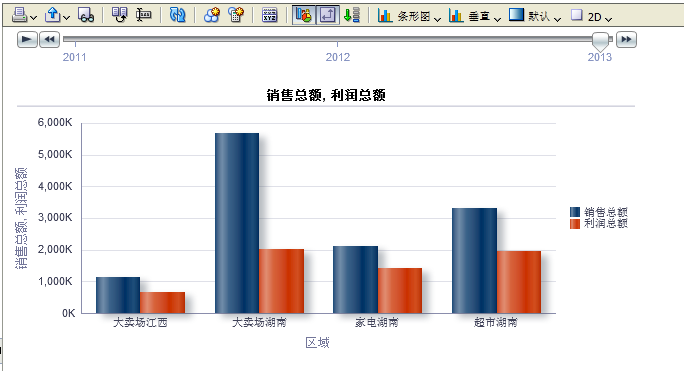 XYZ
条形图 垂直 默认 2D
2011 2012 2013
销售总额, 利润总额
6,000K
5,000K
4,000K
3,000K
2,000K
1,000K
0K
销售总额, 利润总额
销售总额
利润总额
大卖场江西 大卖场湖南 家电湖南 超市湖南
区域